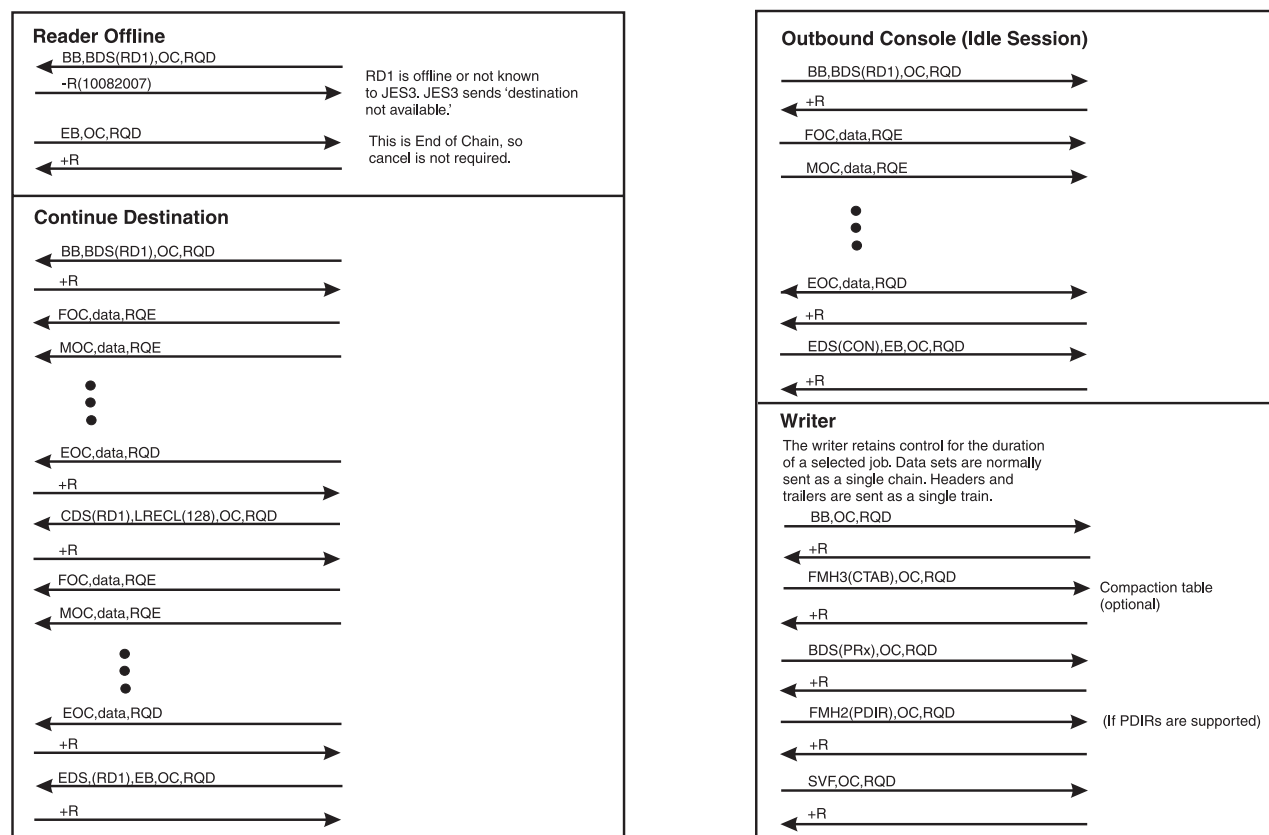 Reader Offline
BB,BDS(RD1),OC,RQD
-R(10082007)
RD1 is offline or not known
to JES3. JES3 sends ‘destination
not available.’
EB,OC,RQD
+R
This is End of Chain, so
cancel is not required.
Continue Destination
BB,BDS(RD1),OC,RQD
+R
FOC,data,RQE
MOC,data,RQE
EOC,data,RQD
+R
CDS(RD1),LRECL(128),OC,RQD
+R
FOC,data,RQE
MOC,data,RQE
EOC,data,RQD
+R
EDS,(RD1),EB,OC,RQD
+R
Outbound Console (Idle Session)
BB,BDS(RD1),OC,RQD
+R
FOC,data,RQE
MOC,data,RQE
EOC,data,RQD
+R
EDS(CON),EB,OC,RQD
+R
Writer
The writer retains control for the duration
of a selected job. Data sets are normally
sent as a single chain. Headers and
trailers are sent as a single train.
BB,OC,RQD
+R
FMH3(CTAB),OC,RQD
Compaction table
(optional)
+R
BDS(PRx),OC,RQD
+R
FMH2(PDIR),OC,RQD
(If PDIRs are supported)
+R
SVF,OC,RQD
+R